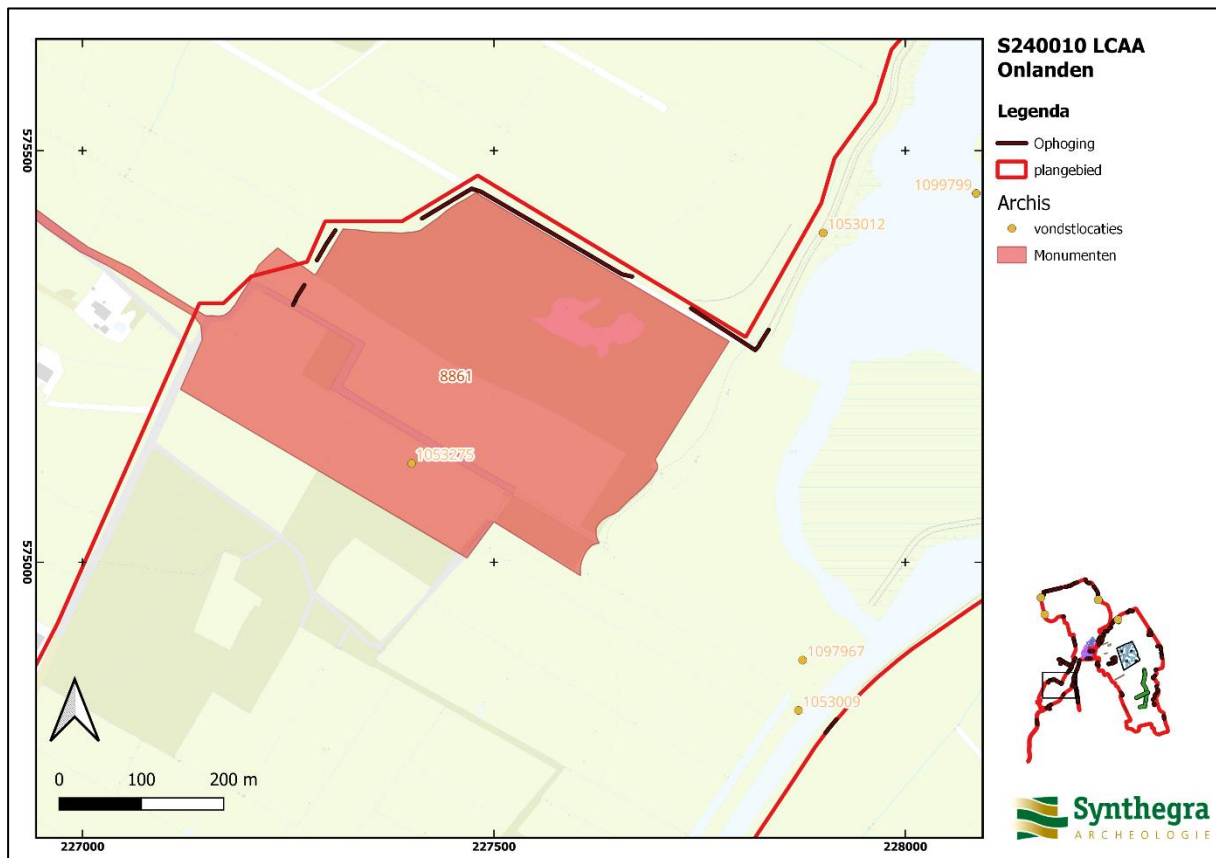 S240010 LCAA
Onlanden
Legenda
Ophoging
plangebied
Archis
vondstlocaties
Monumenten
575500
575000
227000
227500
228000
1099799
1053012
8861
1053275
1097967
1053009
0
100
200 m
Synthegra
ARCHEOLOGIE